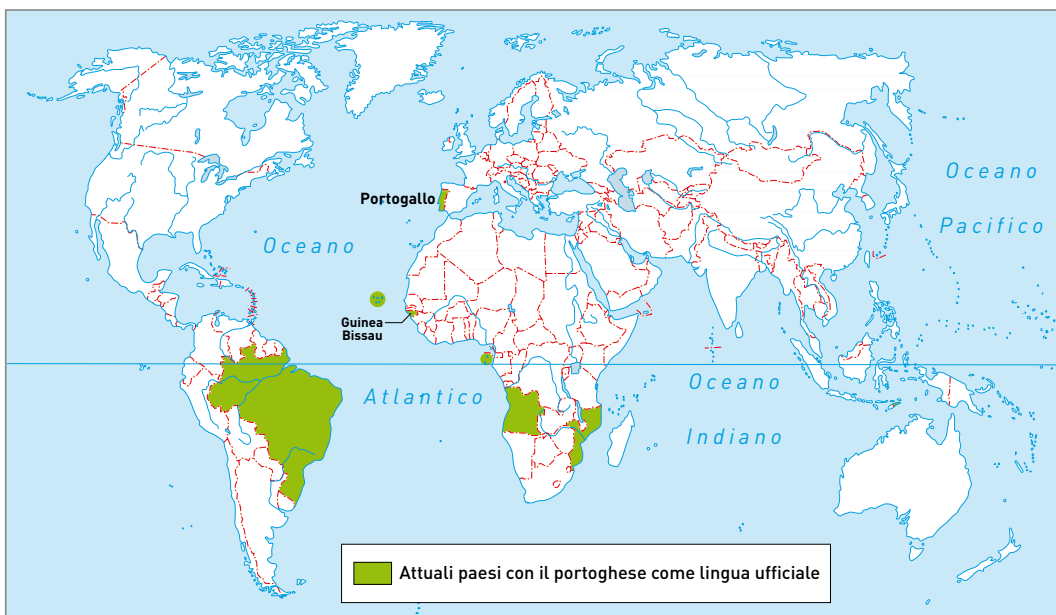 Oceano
Pacifico
Portogallo
Oceano
Guinea
Bissau
Atlantico
Oceano
Indiano
Attuali paesi con il portoghese come lingua ufficiale